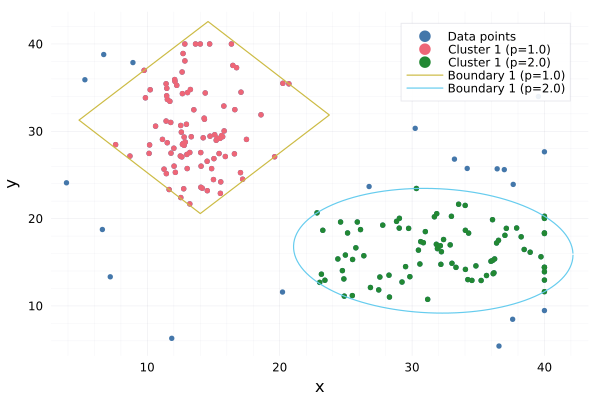 40
30
20
10
y
10
20
30
40
x
Data points
Cluster 1 (p=1.0)
Cluster 1 (p=2.0)
Boundary 1 (p=1.0)
Boundary 1 (p=2.0)